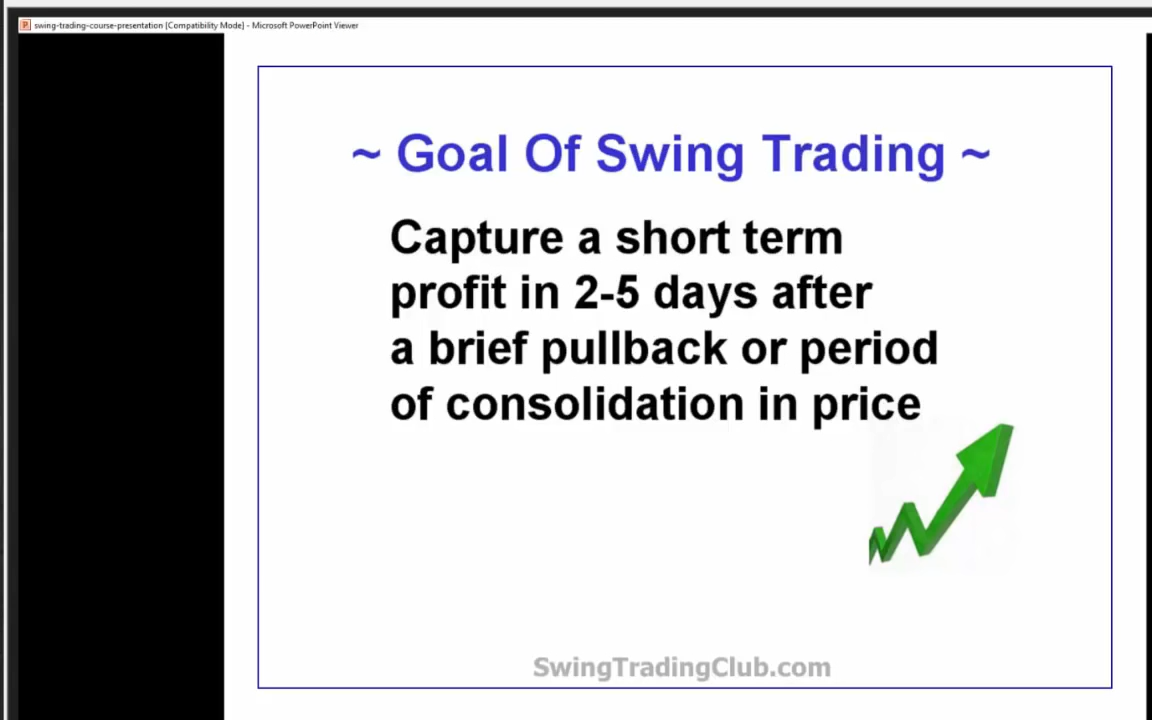 swing-trading-course-presentation [Compatibility Mode] - Microsoft PowerPoint Viewer
~ Goal Of Swing Trading ~
Capture a short term
profit in 2-5 days after
a brief pullback or period
of consolidation in price
SwingTradingClub.com